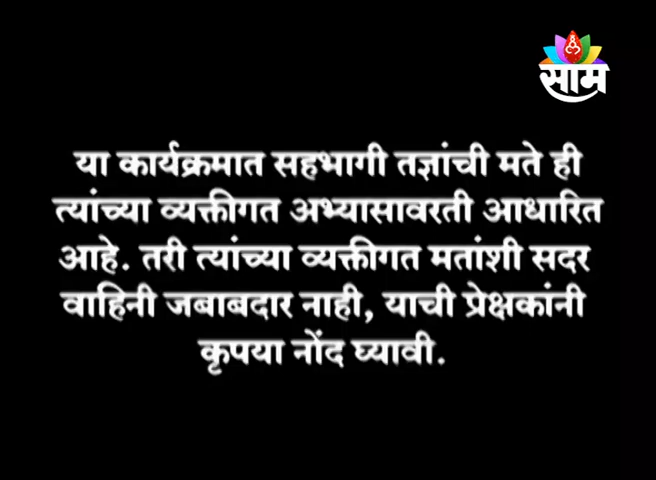 साम
या कार्यक्रमात सहभागी तज्ञांची मते ही
त्यांच्या व्यक्तीगत अभ्यासावरती आधारित
आहे. तरी त्यांच्या व्यक्तीगत मतांशी सदर
वाहिनी जबाबदार नाही, याची प्रेक्षकांनी
कृपया नोंद घ्यावी.